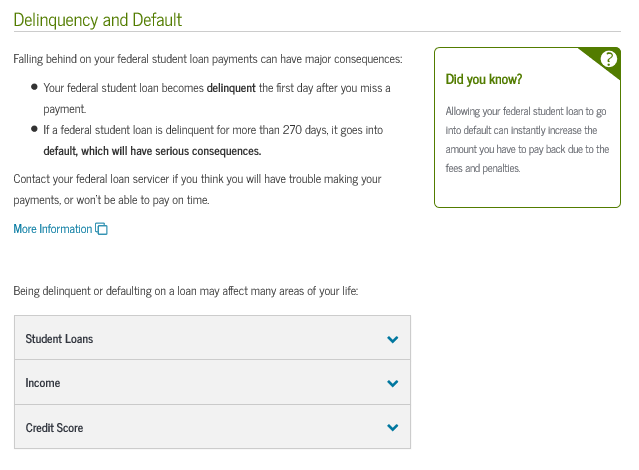 Delinquency and Default
Falling behind on your federal student loan payments can have major consequences:
Your federal student loan becomes delinquent the first day after you miss a
payment.
If a federal student loan is delinquent for more than 270 days, it goes into
default, which will have serious consequences.
Contact your federal loan servicer if you think you will have trouble making your
payments, or won't be able to pay on time.
More Information
?
Did you know?
Allowing your federal student loan to go
into default can instantly increase the
amount you have to pay back due to the
fees and penalties.
Being delinquent or defaulting on a loan may affect many areas of your life:
Student Loans
Income
Credit Score